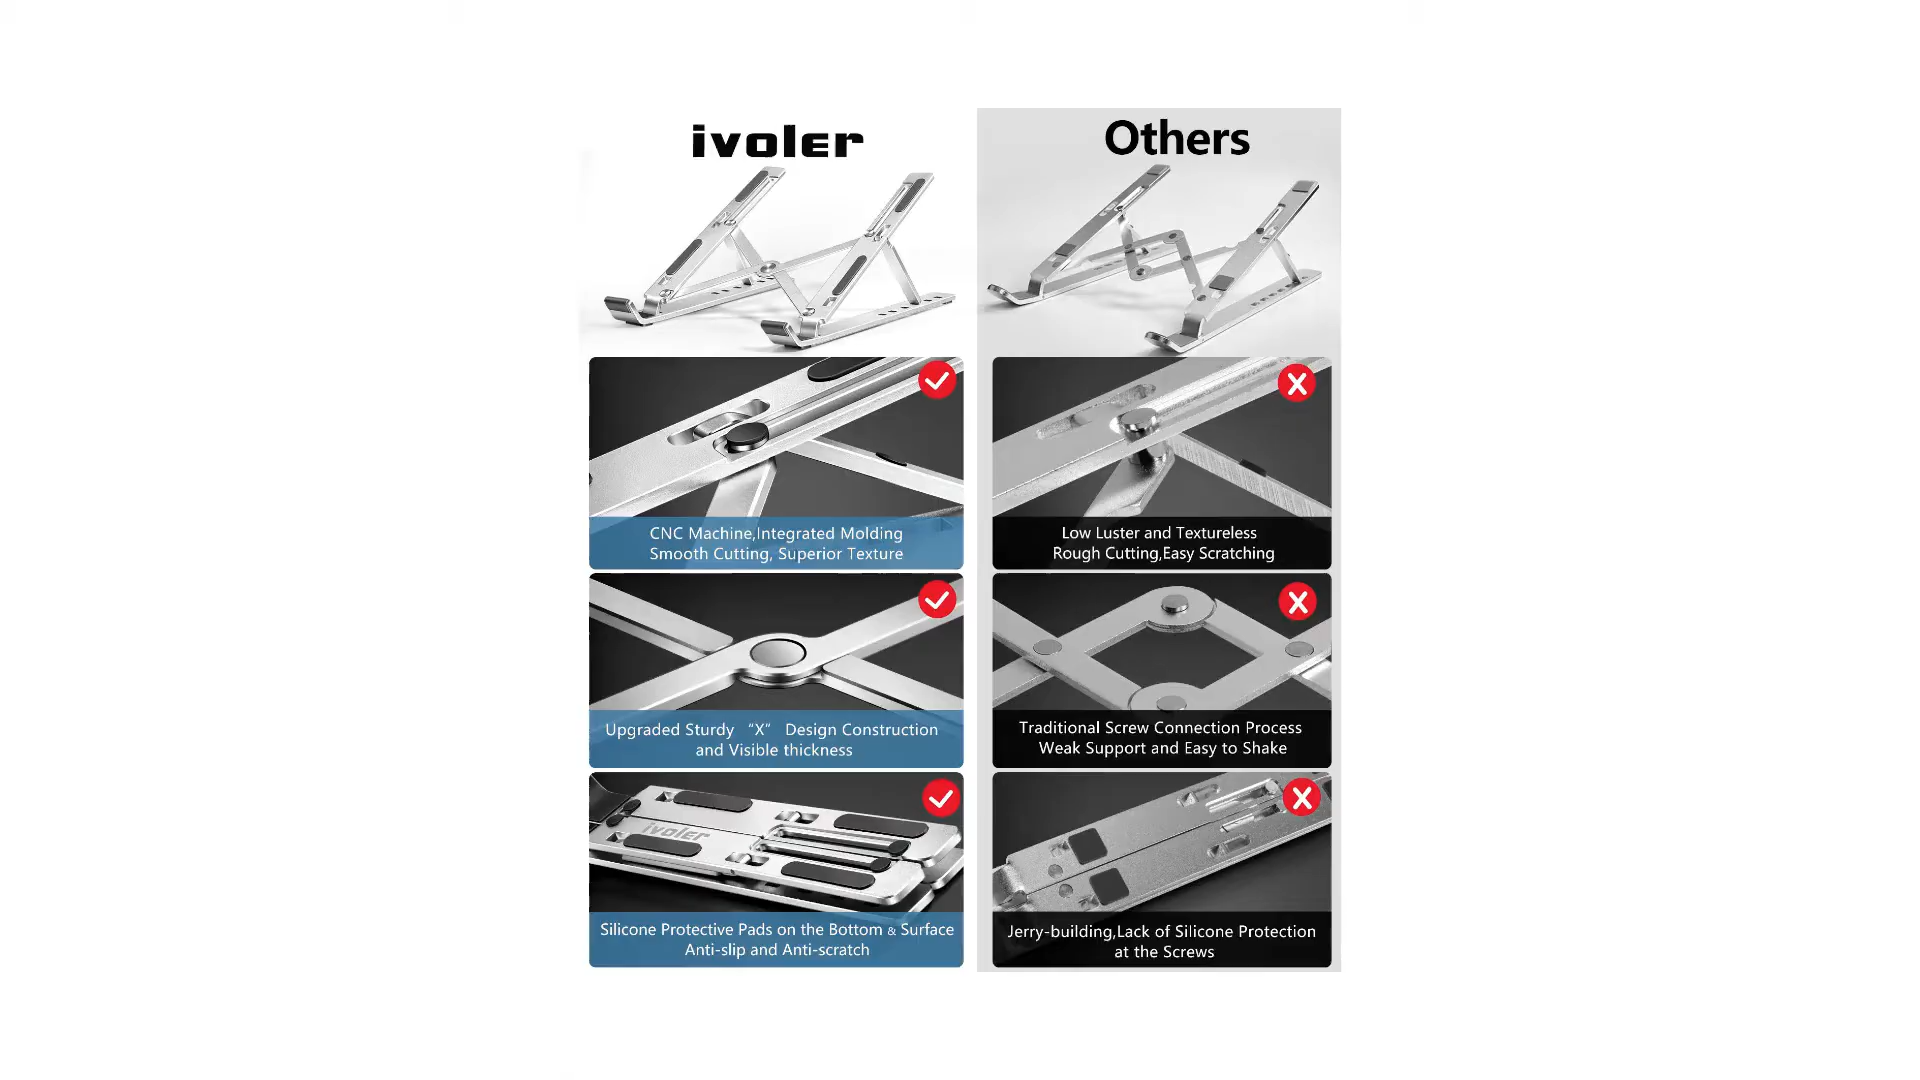 ivoler
Others
CNC Machine,Integrated Molding
Smooth Cutting, Superior Texture
Low Luster and Textureless
Rough Cutting,Easy Scratching
Upgraded Sturdy “X” Design Construction
and Visible thickness
Traditional Screw Connection Process
Weak Support and Easy to Shake
ivoler
Silicone Protective Pads on the Bottom & Surface
Anti-slip and Anti-scratch
Jerry-building,Lack of Silicone Protection
at the Screws